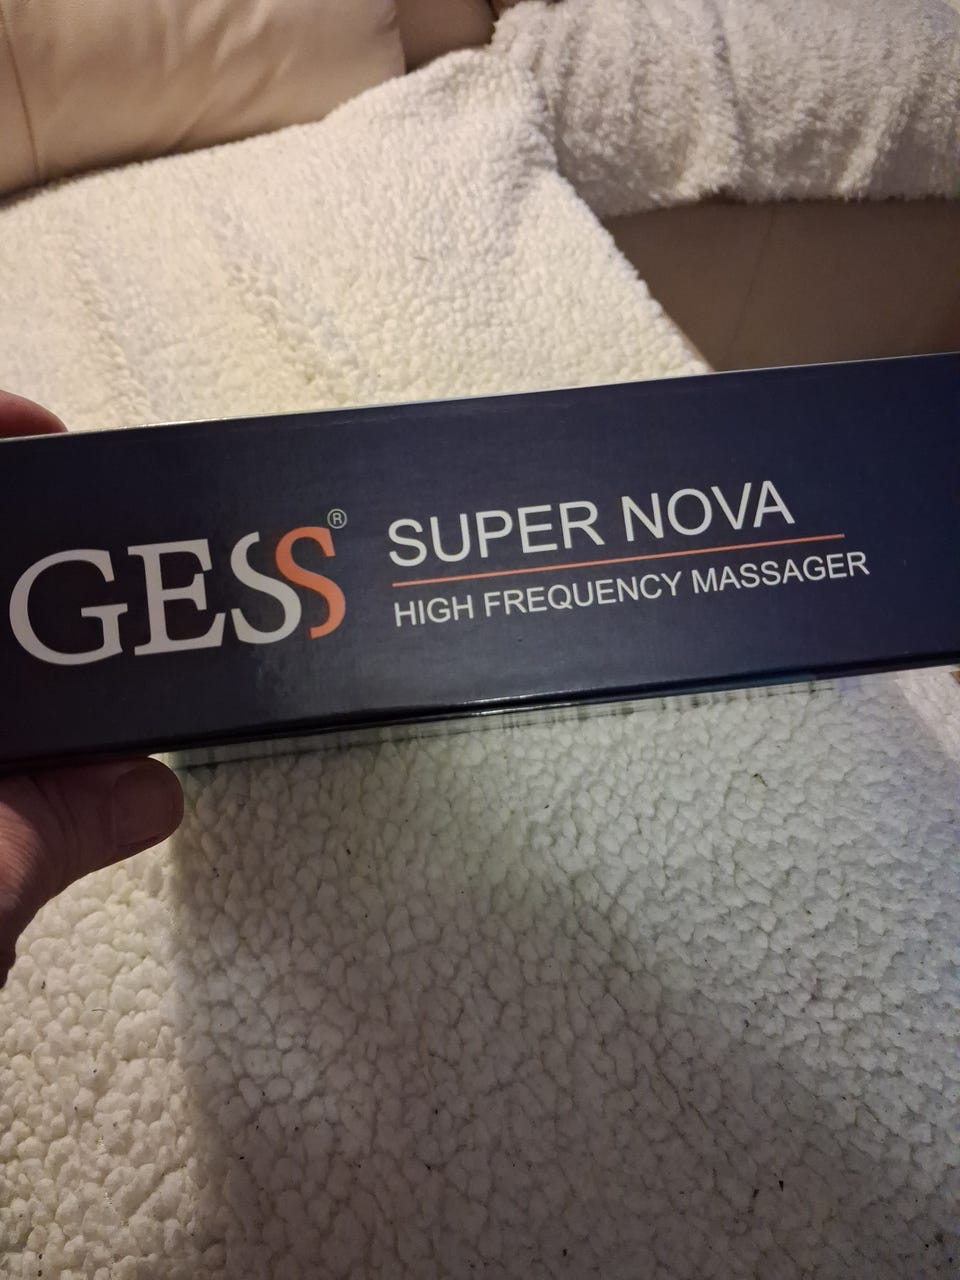 GESS®
SUPER NOVA
HIGH FREQUENCY MASSAGER